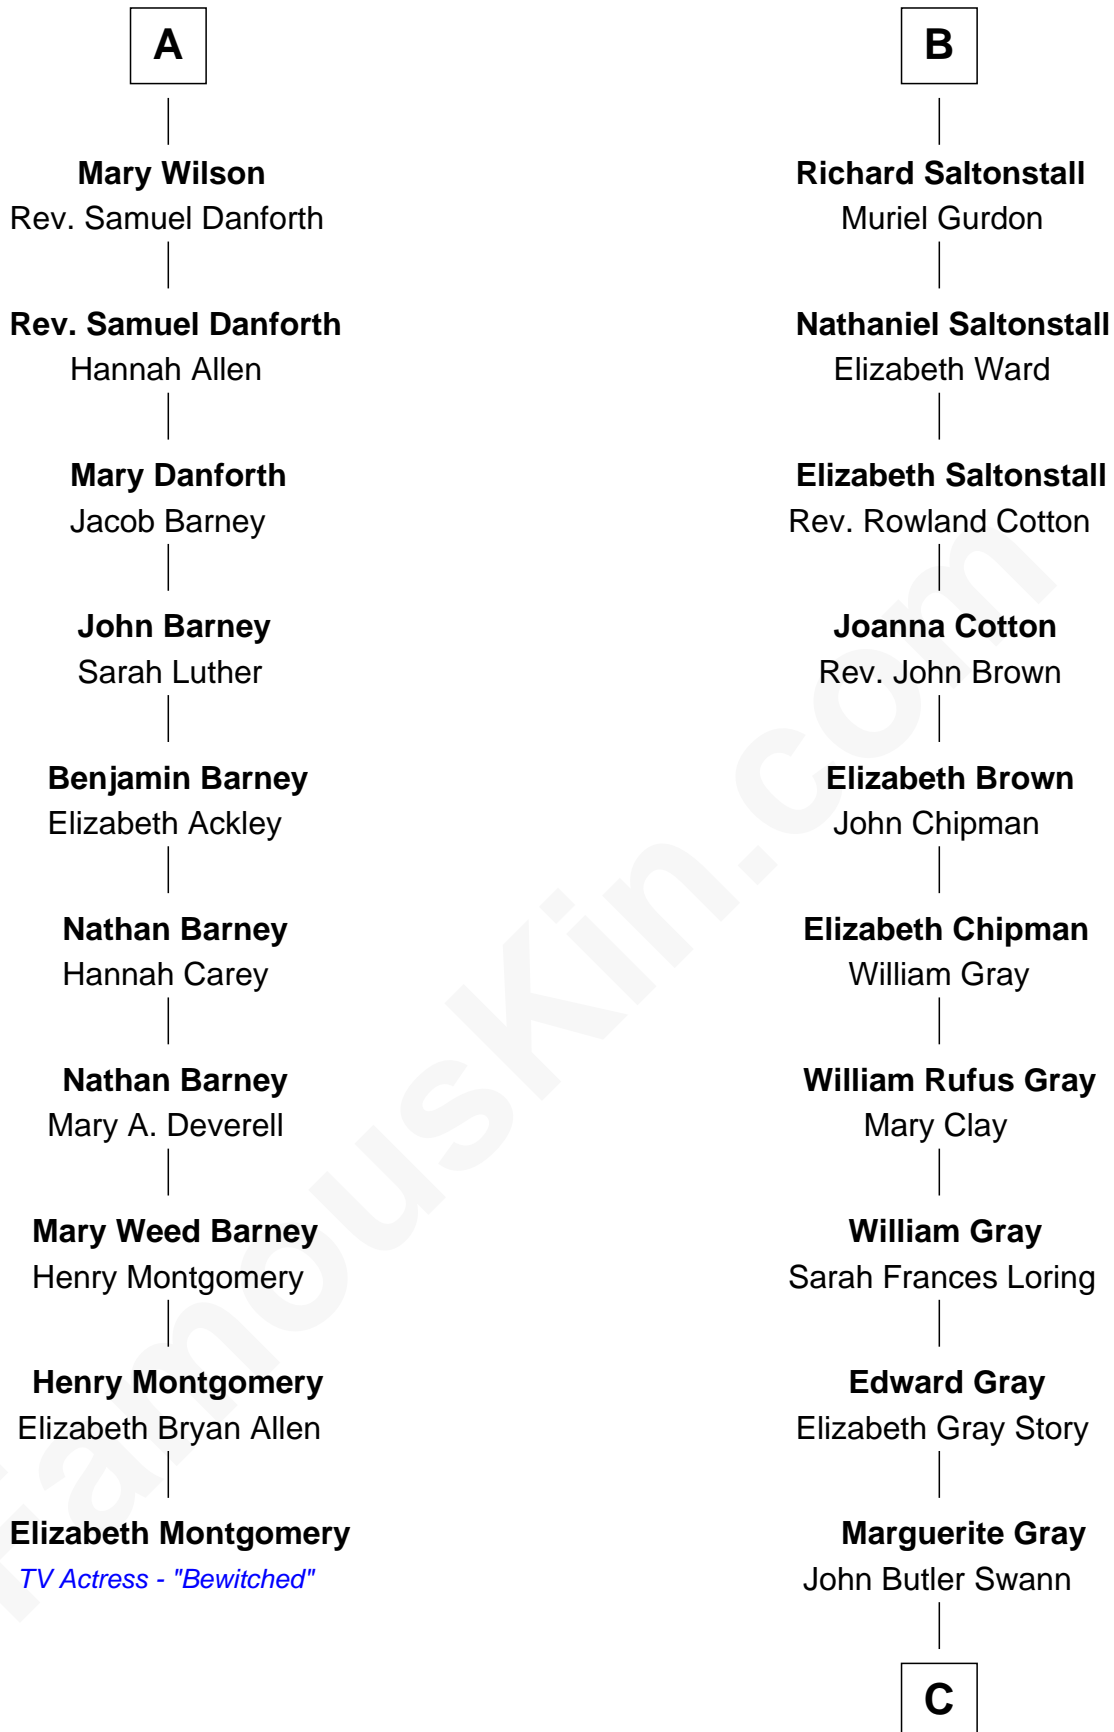 A
Mary Wilson
Rev. Samuel Danforth
Rev. Samuel Danforth
Hannah Allen
Mary Danforth
Jacob Barney
John Barney
Sarah Luther
Benjamin Barney
Elizabeth Ackley
Nathan Barney
Hannah Carey
Nathan Barney
Mary A. Deverell
Mary Weed Barney
Henry Montgomery
Henry Montgomery
Elizabeth Bryan Allen
Elizabeth Montgomery
TV Actress - "Bewitched"
B
Richard Saltonstall
Muriel Gurdon
Nathaniel Saltonstall
Elizabeth Ward
Elizabeth Saltonstall
Rev. Rowland Cotton
Joanna Cotton
Rev. John Brown
Elizabeth Brown
John Chipman
Elizabeth Chipman
William Gray
William Rufus Gray
Mary Clay
William Gray
Sarah Frances Loring
Edward Gray
Elizabeth Gray Story
Marguerite Gray
John Butler Swann
C
FamousKin.com